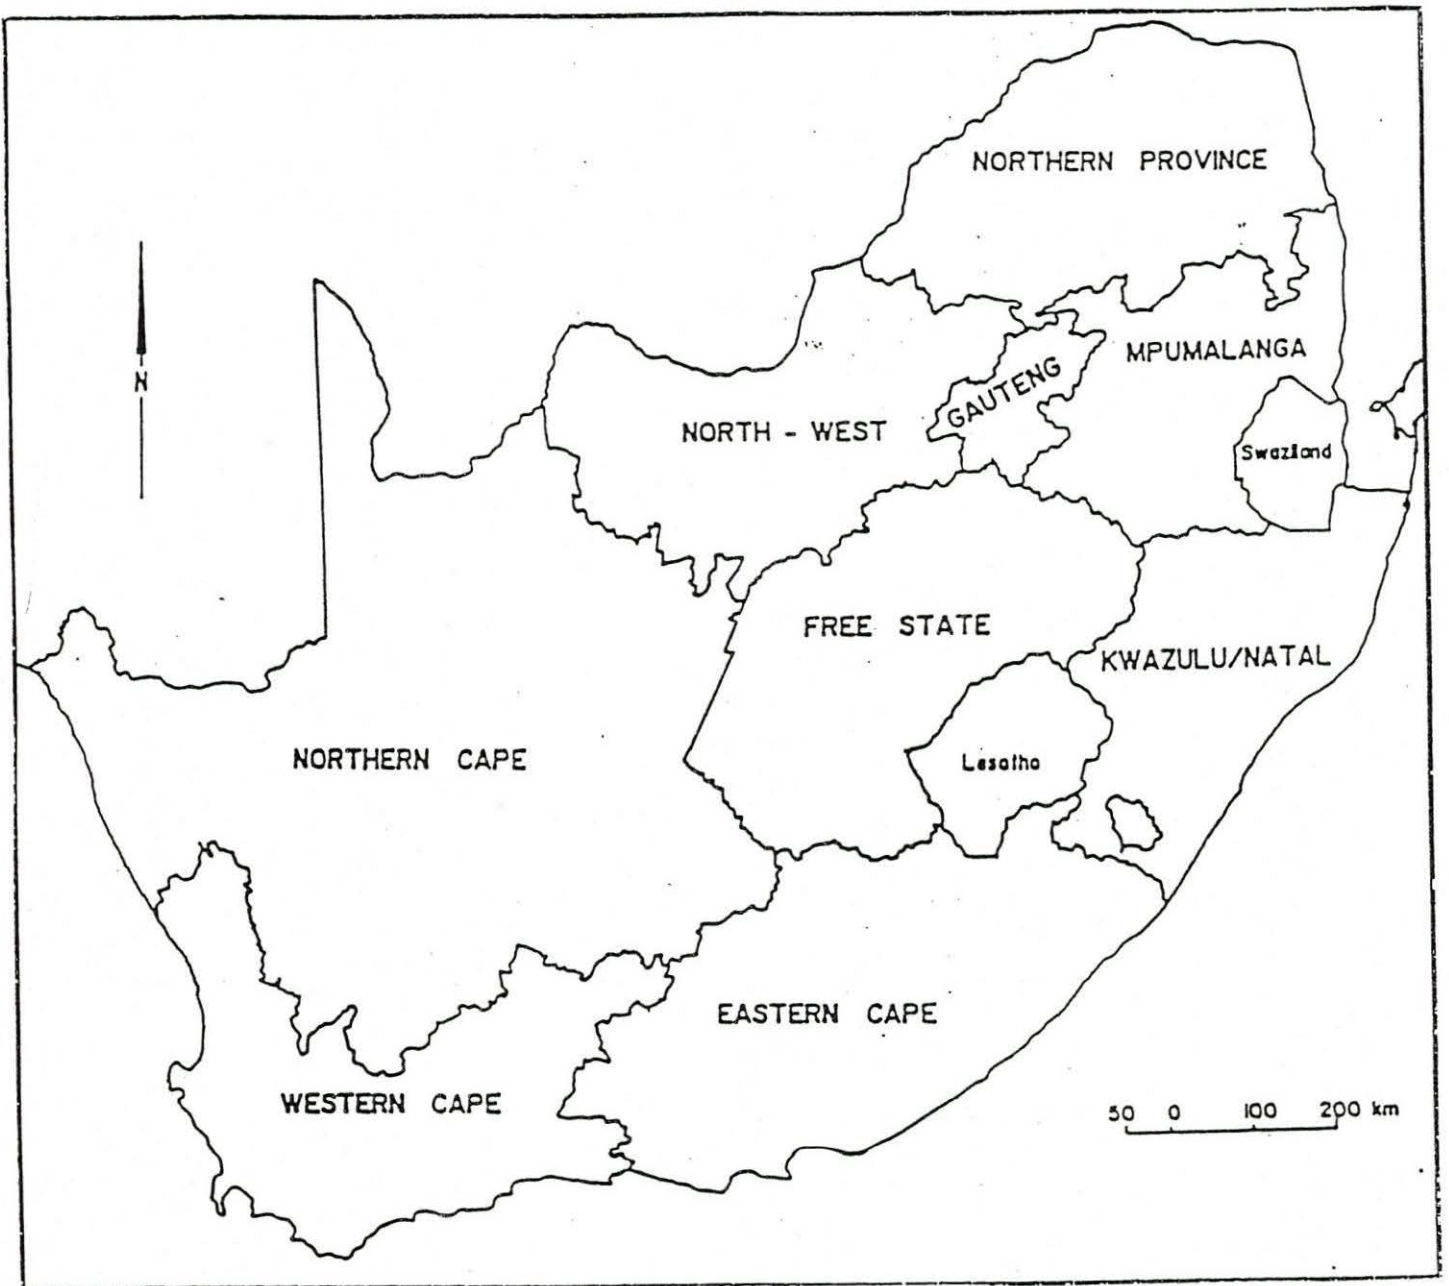 NORTHERN PROVINCE
N
MPUMALANGA
GAUTENG
NORTH - WEST
Swaziland
FREE STATE
KWAZULU/NATAL
NORTHERN CAPE
Lesotho
EASTERN CAPE
WESTERN CAPE
50 0 100 200 km